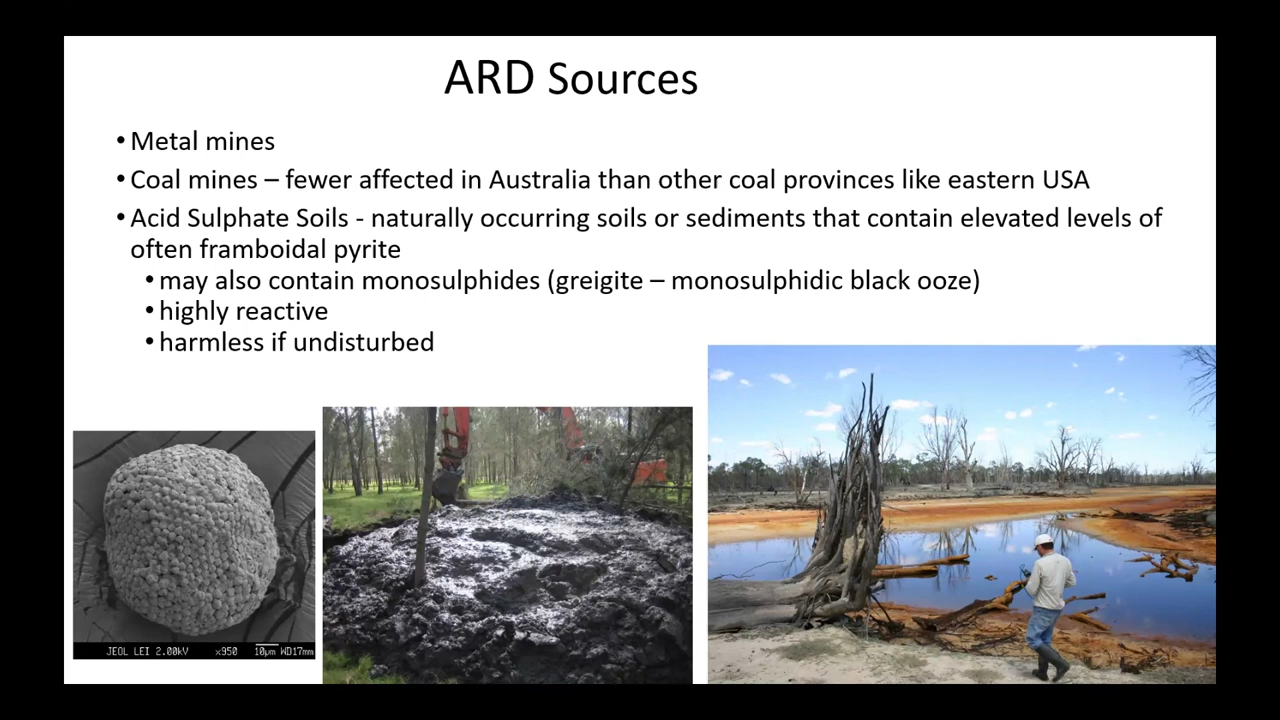 ARD Sources
• Metal mines
• Coal mines – fewer affected in Australia than other coal provinces like eastern USA
• Acid Sulphate Soils - naturally occurring soils or sediments that contain elevated levels of
often framboidal pyrite
• may also contain monosulphides (greigite – monosulphidic black ooze)
• highly reactive
• harmless if undisturbed
JEOL LEI 2.00kV x950 10µm WD17mm